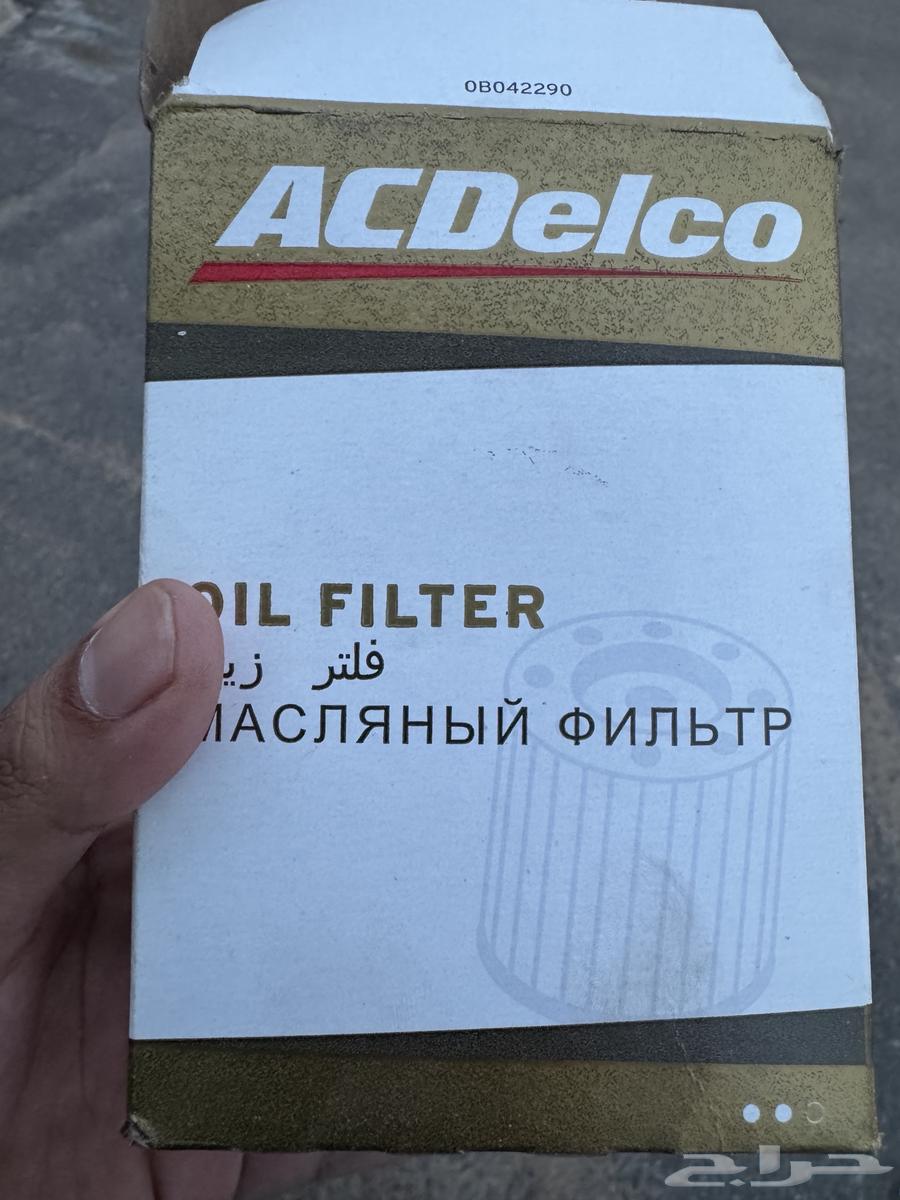 0B042290
ACDelco
OIL FILTER
فلتر
МАСЛЯНЫЙ ФИЛЬТР
حراج